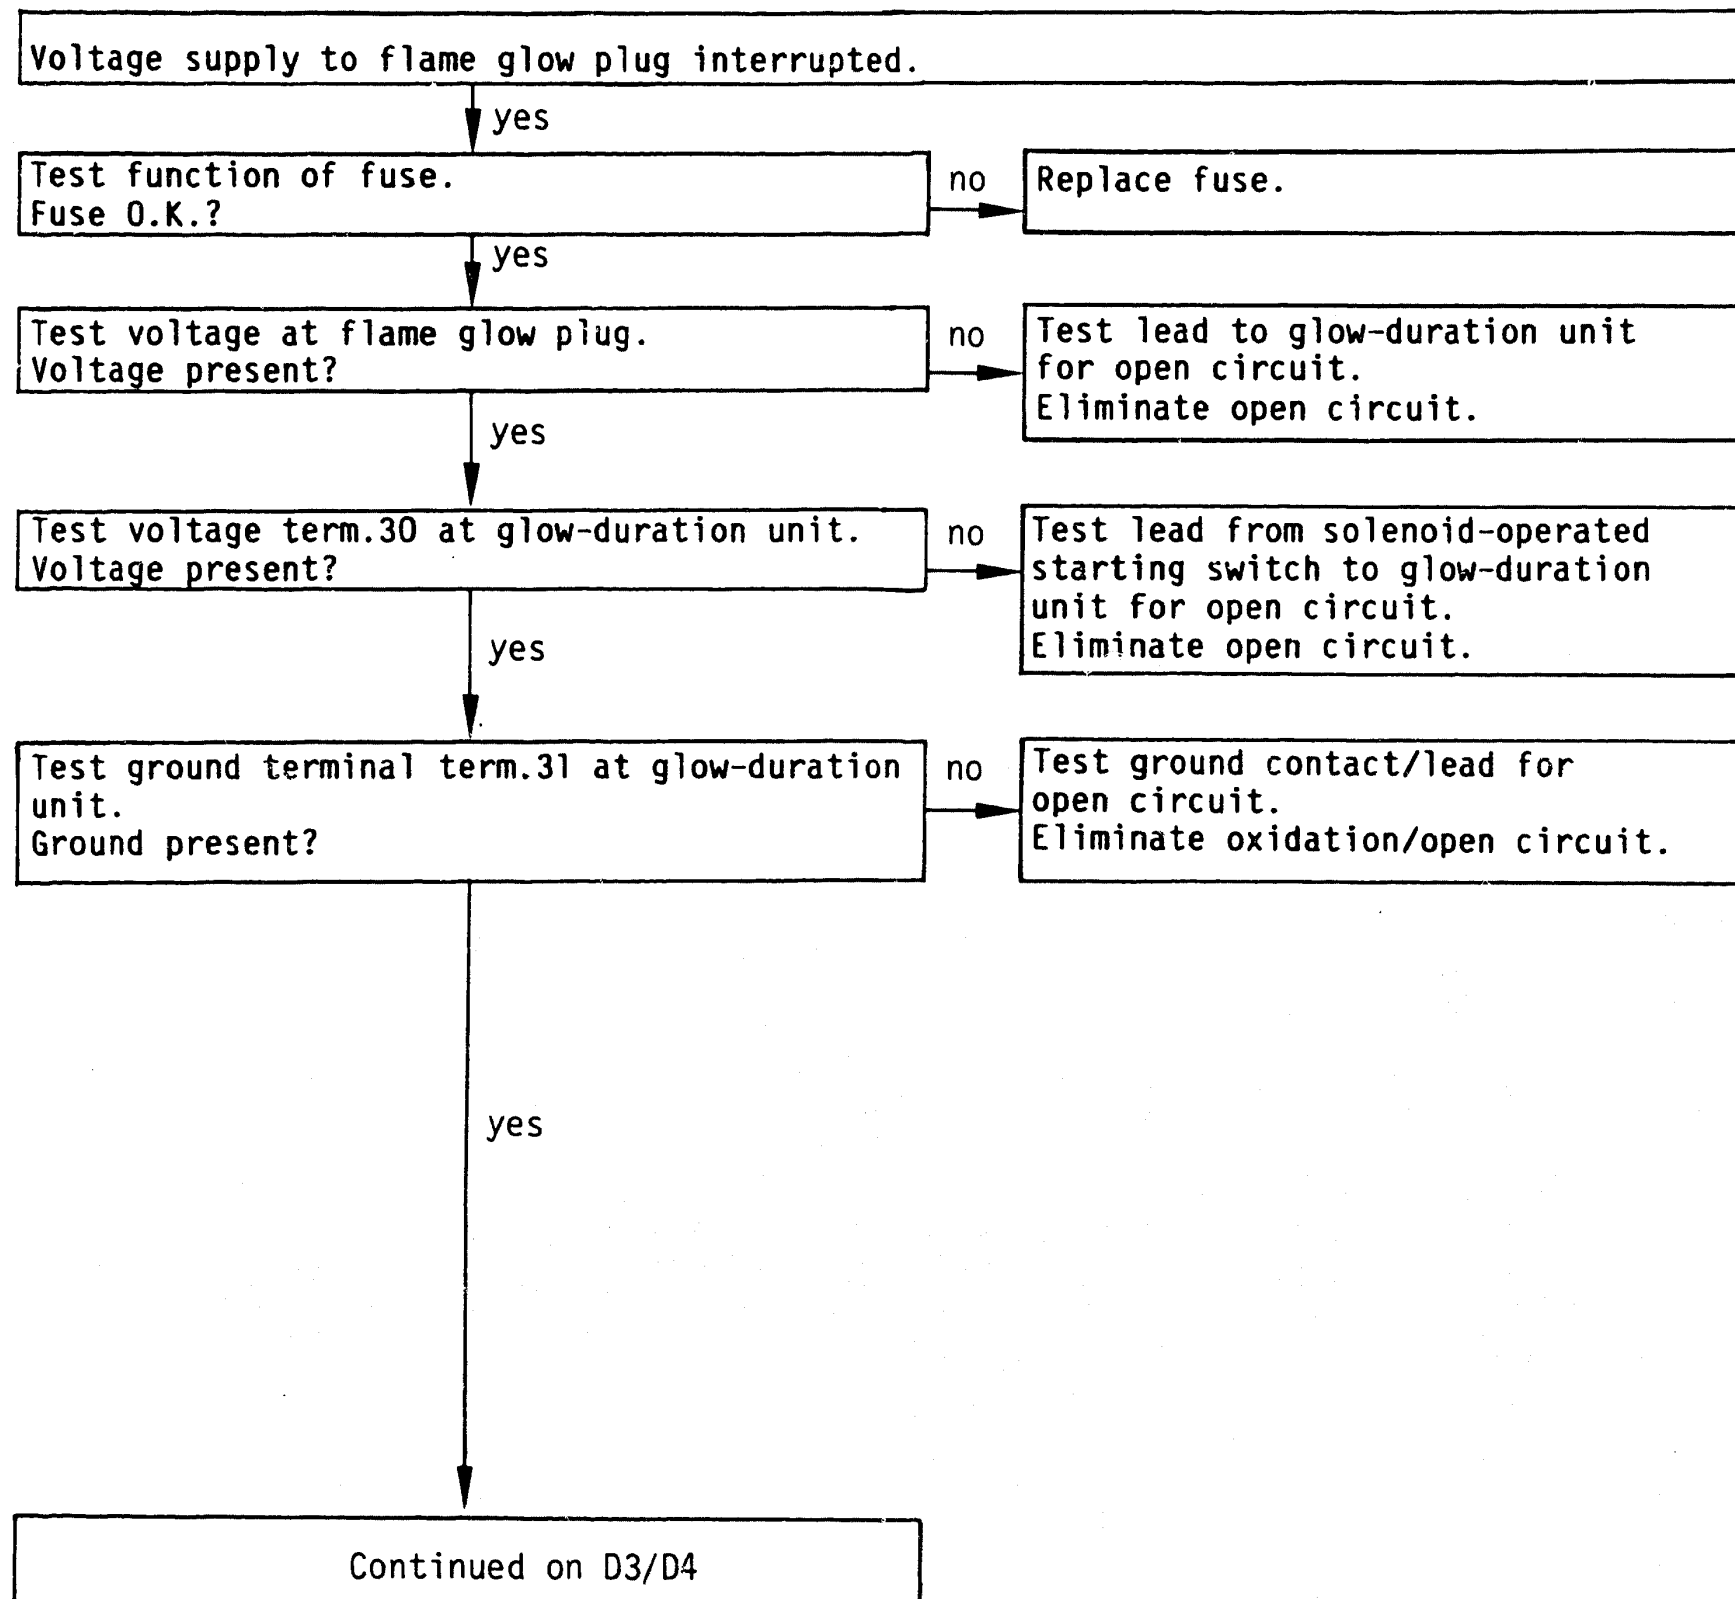 Voltage supply to flame glow plug interrupted.
yes
Test function of fuse.
Fuse O.K.?
no
Replace fuse.
yes
Test voltage at flame glow plug.
Voltage present?
no
Test lead to glow-duration unit
for open circuit.
Eliminate open circuit.
yes
Test voltage term.30 at glow-duration unit.
Voltage present?
no
Test lead from solenoid-operated
starting switch to glow-duration
unit for open circuit.
Eliminate open circuit.
yes
Test ground terminal term.31 at glow-duration
unit.
Ground present?
no
Test ground contact/lead for
open circuit.
Eliminate oxidation/open circuit.
yes
Continued on D3/D4